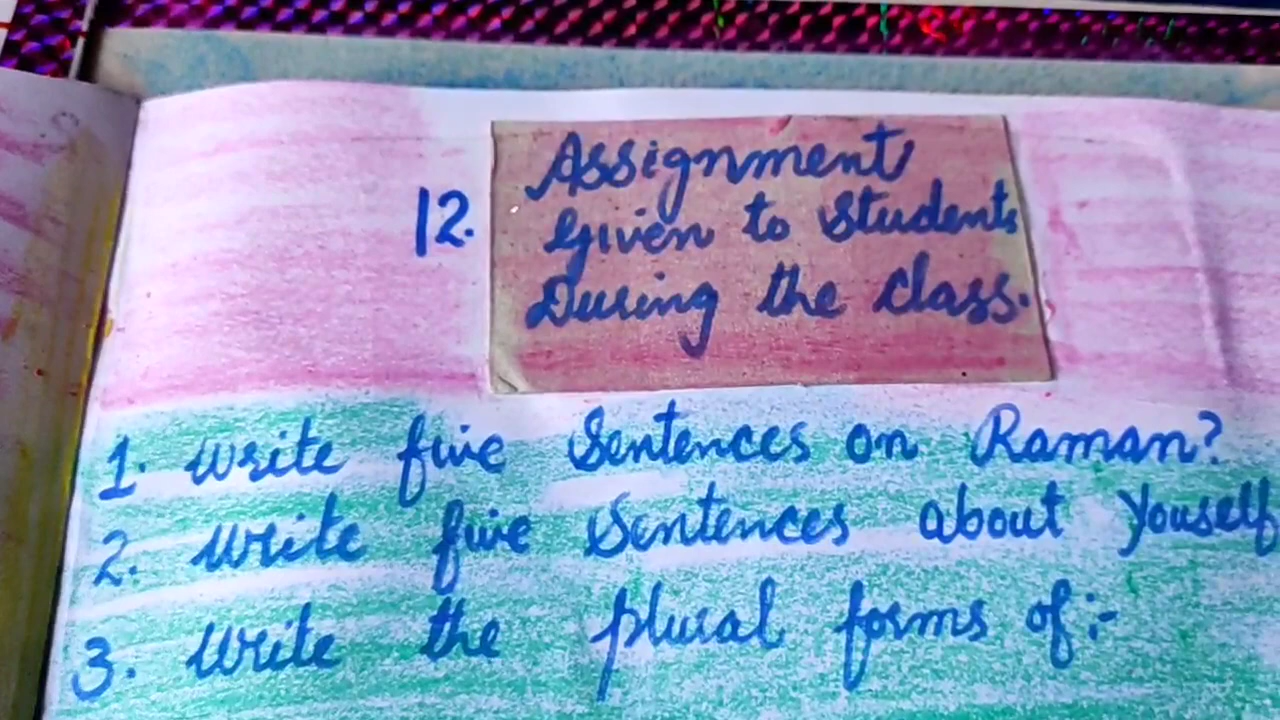 12.
Assignment
Given to Students
During the class.
1. Write five Sentences on Raman?
2. Write five Sentences about Youself
3. Write the plural forms of:-